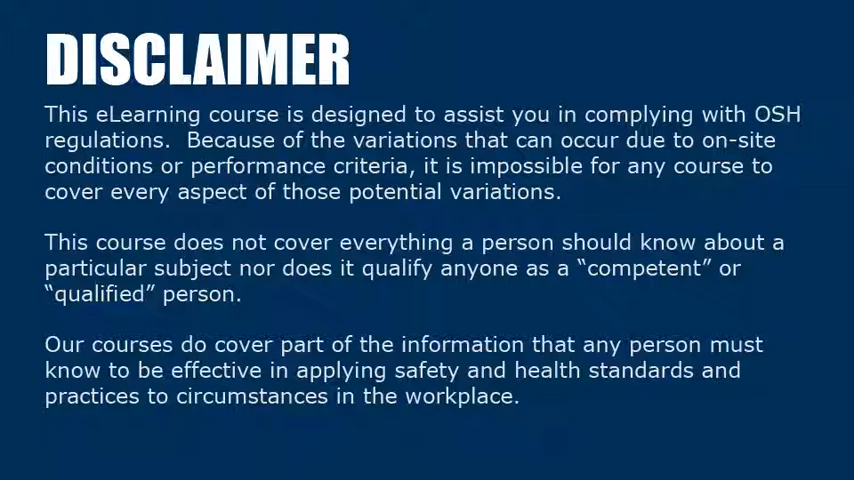 DISCLAIMER
This eLearning course is designed to assist you in complying with OSH
regulations.  Because of the variations that can occur due to on-site
conditions or performance criteria, it is impossible for any course to
cover every aspect of those potential variations.
This course does not cover everything a person should know about a
particular subject nor does it qualify anyone as a “competent” or
“qualified” person.
Our courses do cover part of the information that any person must
know to be effective in applying safety and health standards and
practices to circumstances in the workplace.